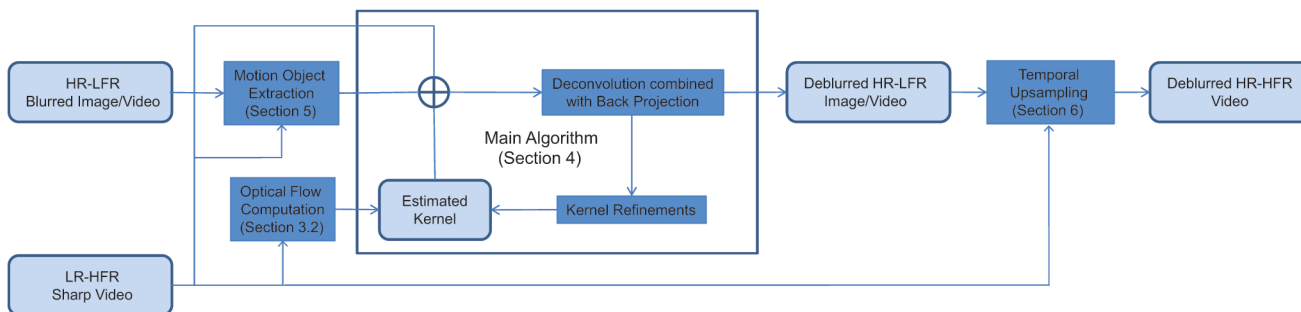 HR-LFR
Blurred Image/Video
Motion Object
Extraction
(Section 5)
Deconvolution combined
with Back Projection
Deblurred HR-LFR
Image/Video
Temporal
Upsampling
(Section 6)
Deblurred HR-HFR
Video
Main Algorithm
(Section 4)
Optical Flow
Computation
(Section 3.2)
Estimated
Kernel
Kernel Refinements
LR-HFR
Sharp Video